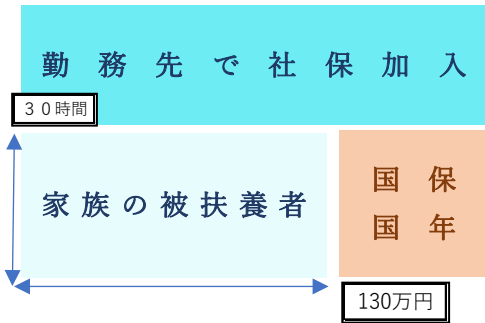 勤務先で社保加入
３０時間
家族の被扶養者
国保
国年
130万円